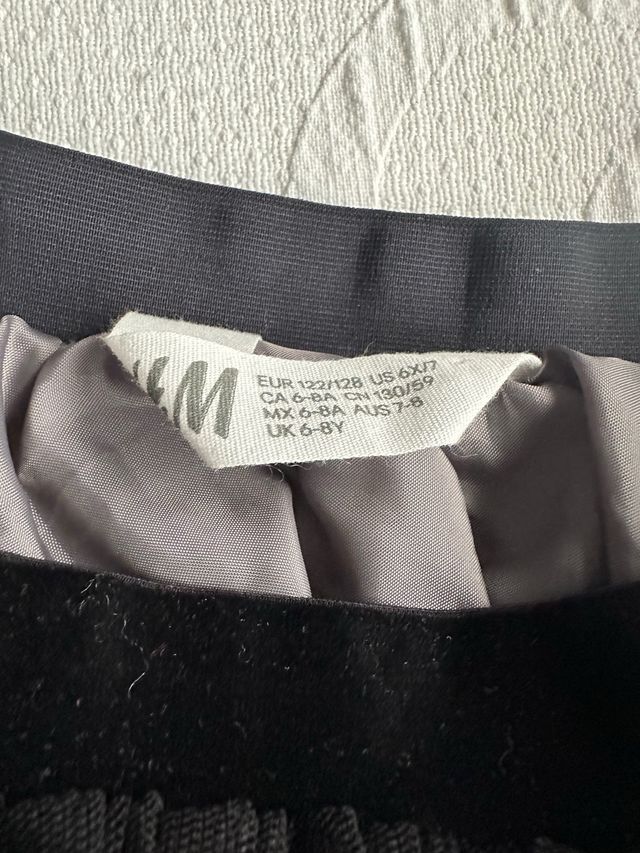 H&M
EUR 122/128 US 6X/7
CA 6-8A CN 130/59
MX 6-8A AUS 7-8
UK 6-8Y